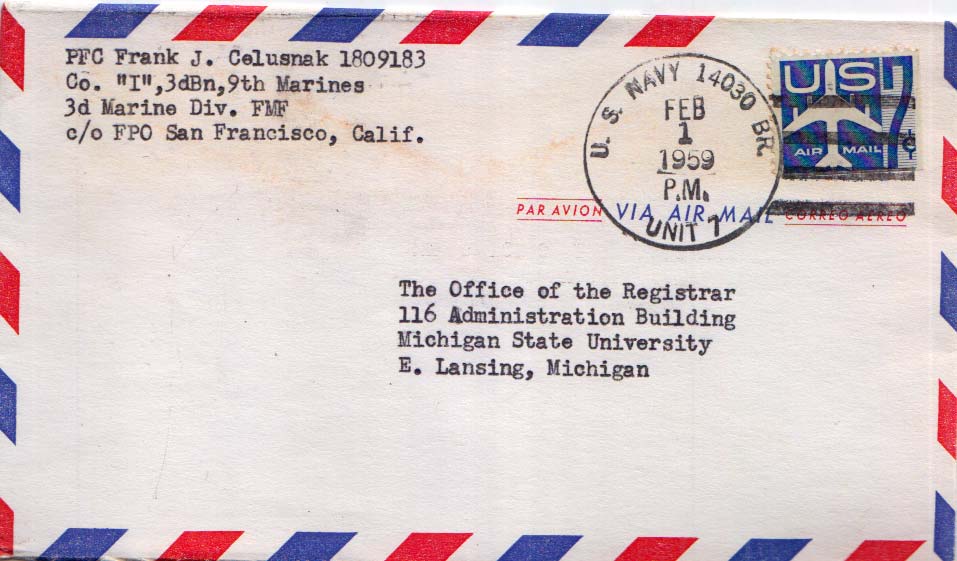 PFC Frank J. Celusnak 1809183
Co. "I",3dBn,9th Marines
3d Marine Div. FMF
c/o FPO San Francisco, Calif.
U. S. NAVY 14030 BR.
FEB
1
1959
P.M.
UNIT 1
US 7¢
AIR MAIL
PAR AVION VIA AIR MAIL CORREO AEREO
The Office of the Registrar
116 Administration Building
Michigan State University
E. Lansing, Michigan